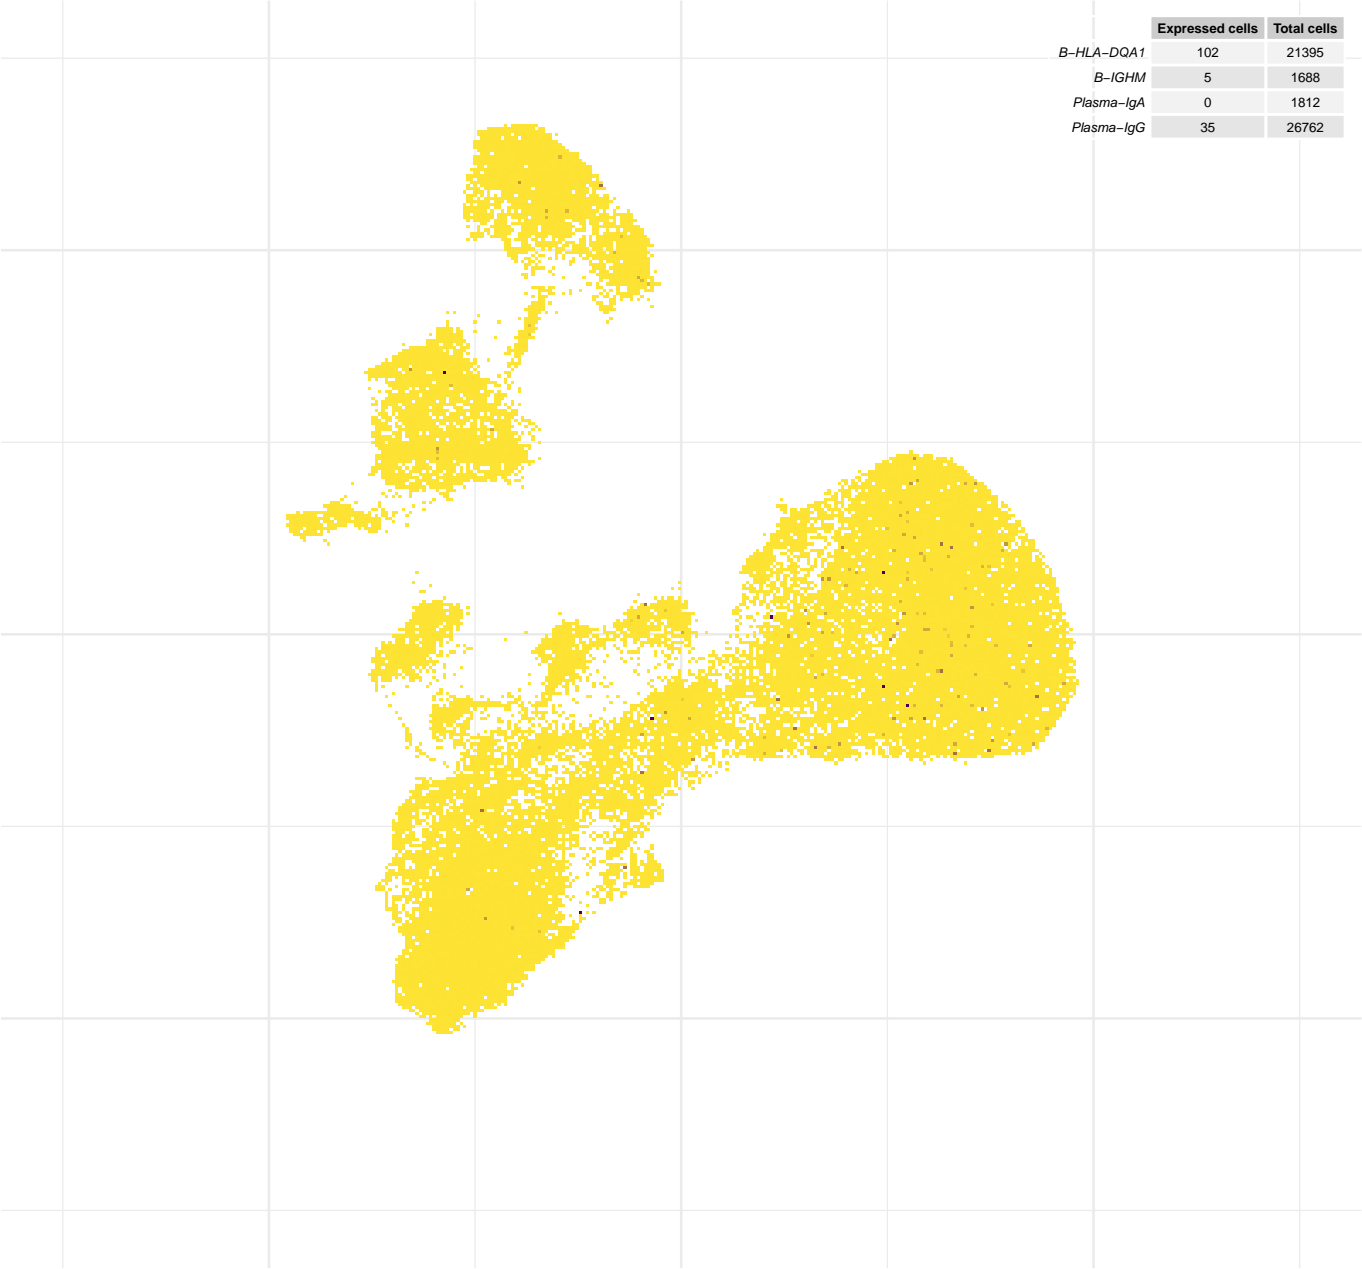 Expressed cells Total cells
B−HLA−DQA1 102 21395
B−IGHM 5 1688
Plasma−IgA 0 1812
Plasma−IgG 35 26762